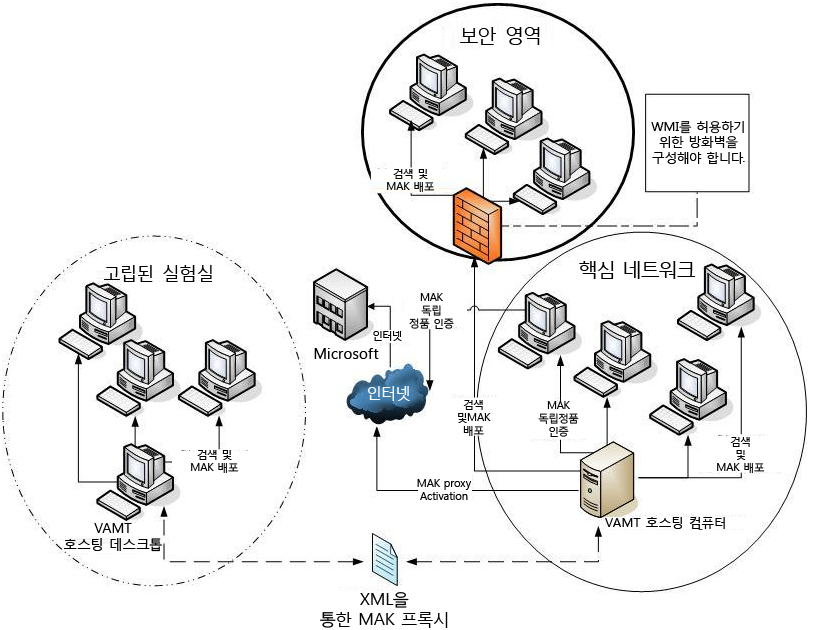 보안 영역
검색 및
MAK 배포
WMI를 허용하기
위한 방화벽을
구성해야 합니다.
고립된 실험실
검색 및
MAK 배포
VAMT
호스팅 데스크톱
Microsoft
인터넷
인터넷
MAK
독립
정품 인증
핵심 네트워크
검색
및MAK
배포
MAK
독립정품
인증
검색
및
MAK 배포
MAK proxy
Activation
VAMT 호스팅 컴퓨터
XML을
통한 MAK 프록시